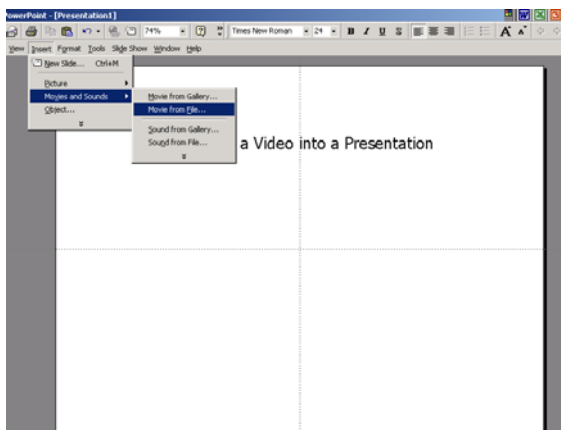 PowerPoint - [Presentation1]
74% Times New Roman 24 B I U S A A
View Insert Format Tools Slide Show Window Help
New Slide... Ctrl+M
Picture
Movies and Sounds
Object...
Movie from Gallery...
Movie from File...
Sound from Gallery...
Sound from File...
a Video into a Presentation